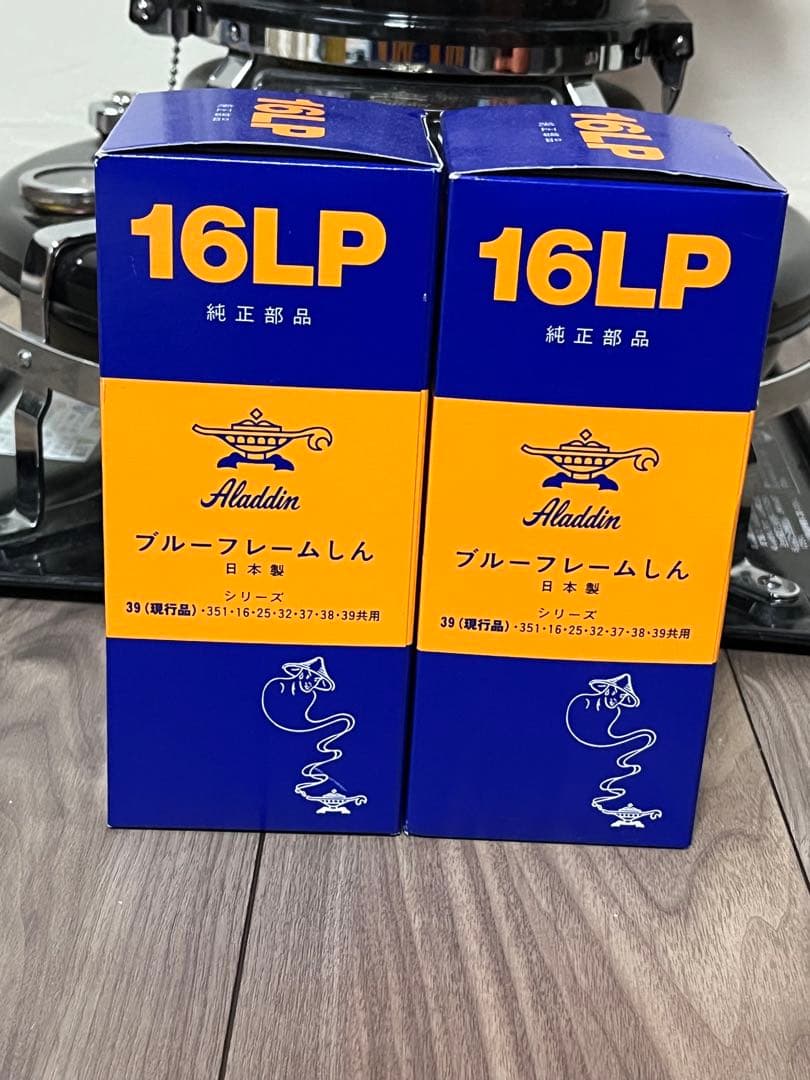 16LP
純正部品
Aladdin
ブルーフレームしん
日本製
シリーズ
39(現行品)・351・16・25・32・37・38・39共用
16LP
16LP
純正部品
Aladdin
ブルーフレームしん
日本製
シリーズ
39(現行品)・351・16・25・32・37・38・39共用
16LP